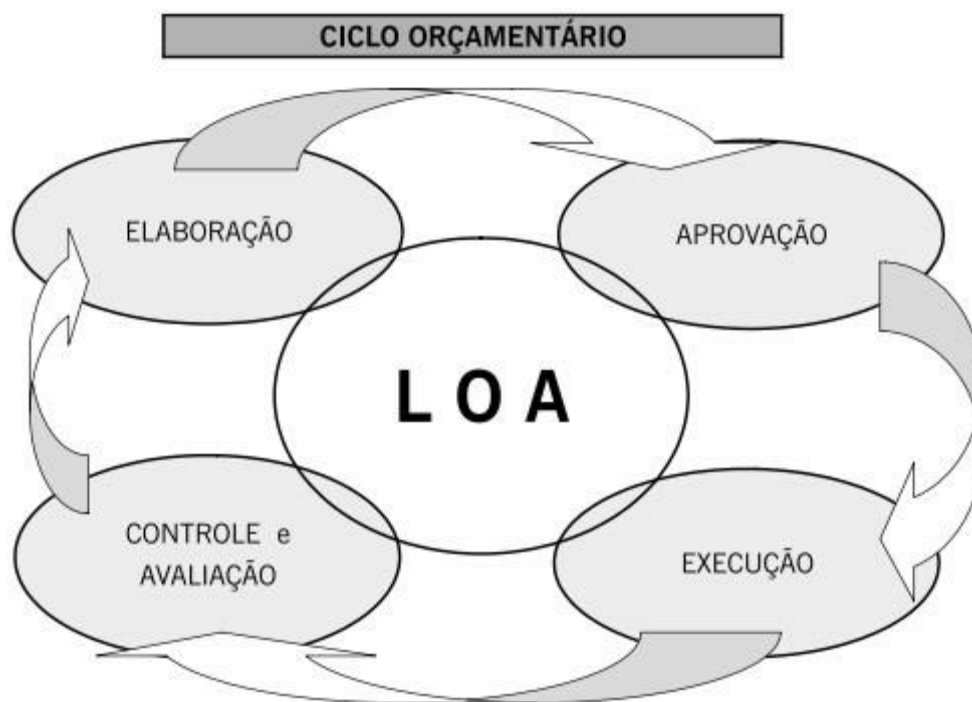 CICLO ORÇAMENTÁRIO
ELABORAÇÃO
APROVAÇÃO
L O A
CONTROLE e
AVALIAÇÃO
EXECUÇÃO